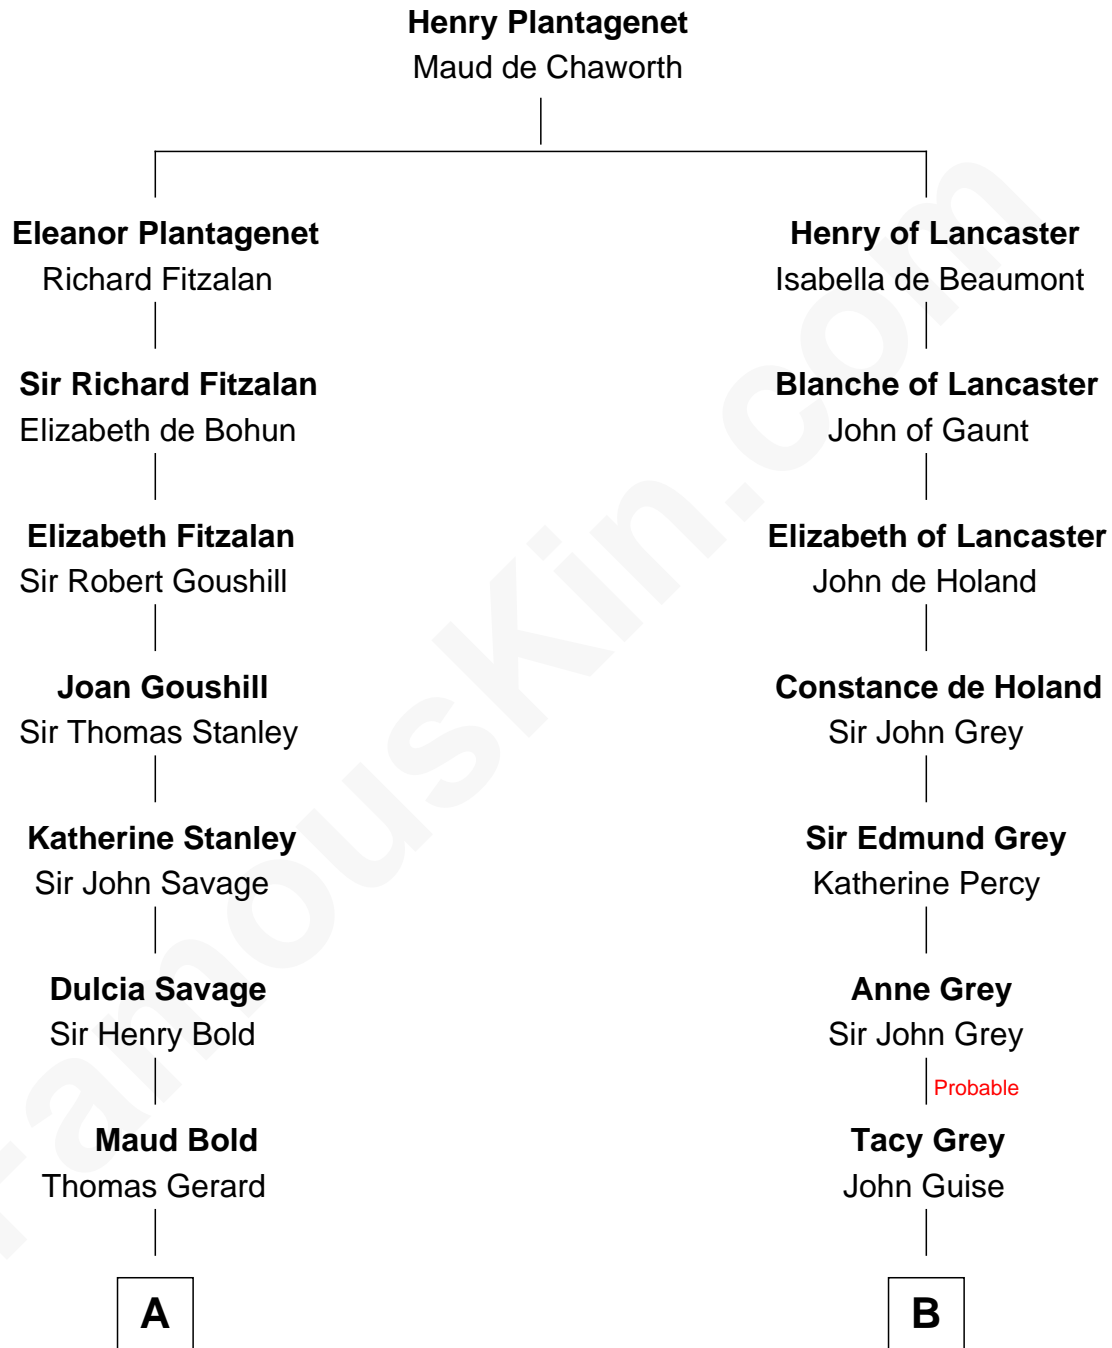 Henry Plantagenet
Maud de Chaworth
Eleanor Plantagenet
Richard Fitzalan
Henry of Lancaster
Isabella de Beaumont
Sir Richard Fitzalan
Elizabeth de Bohun
Blanche of Lancaster
John of Gaunt
Elizabeth Fitzalan
Sir Robert Goushill
Elizabeth of Lancaster
John de Holand
Joan Goushill
Sir Thomas Stanley
Constance de Holand
Sir John Grey
Katherine Stanley
Sir John Savage
Sir Edmund Grey
Katherine Percy
Dulcia Savage
Sir Henry Bold
Anne Grey
Sir John Grey
Probable
Maud Bold
Thomas Gerard
Tacy Grey
John Guise
A
B
FamousKin.com